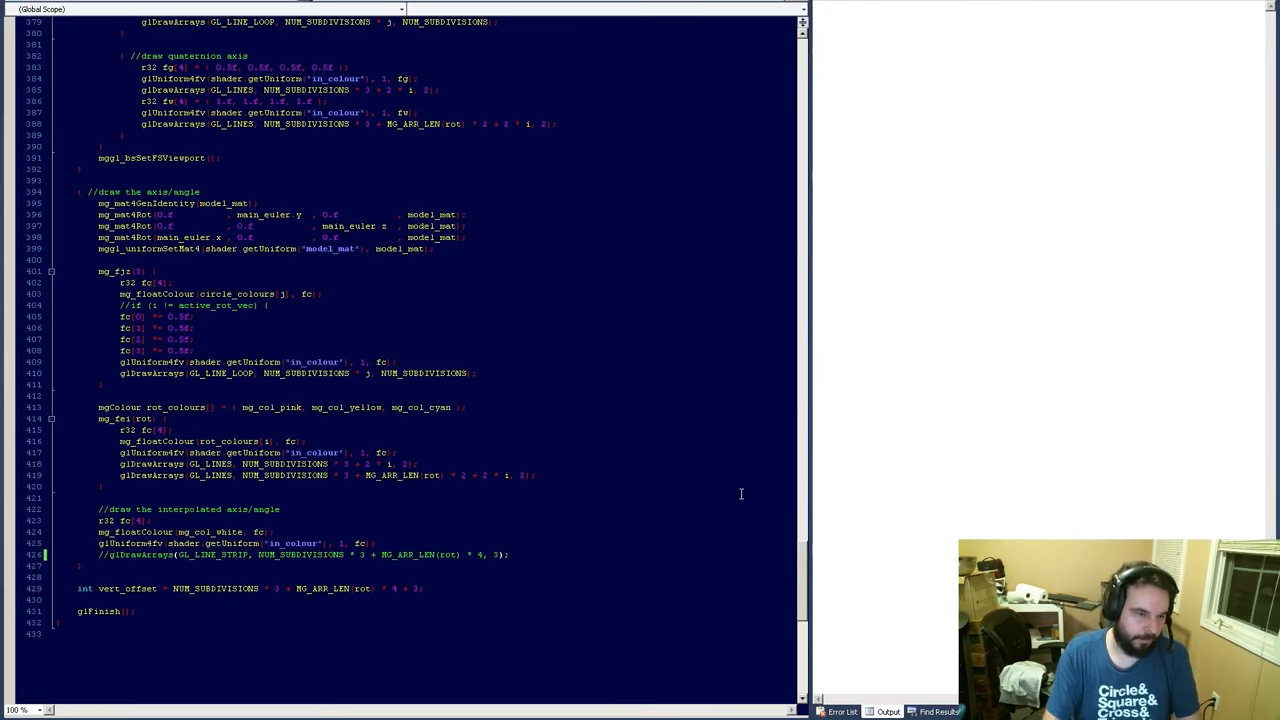 (Global Scope)
379 glDrawArrays(GL_LINE_LOOP, NUM_SUBDIVISIONS * j, NUM_SUBDIVISIONS);
380 }
381
382 { //draw quaternion axis
383 r32 fg[4] = { 0.5f, 0.5f, 0.5f, 0.5f };
384 glUniform4fv(shader.getUniform("in_colour"), 1, fg);
385 glDrawArrays(GL_LINES, NUM_SUBDIVISIONS * 3 + 2 * i, 2);
386 r32 fw[4] = { 1.f, 1.f, 1.f, 1.f };
387 glUniform4fv(shader.getUniform("in_colour"), 1, fw);
388 glDrawArrays(GL_LINES, NUM_SUBDIVISIONS * 3 + MG_ARR_LEN(rot) * 2 + 2 * i, 2);
389 }
390 }
391 mggl_bsSetFSViewport();
392 }
393
394 { //draw the axis/angle
395 mg_mat4GenIdentity(model_mat);
396 mg_mat4Rot(0.f , main_euler.y , 0.f , model_mat);
397 mg_mat4Rot(0.f , 0.f , main_euler.z , model_mat);
398 mg_mat4Rot(main_euler.x , 0.f , 0.f , model_mat);
399 mggl_uniformSetMat4(shader.getUniform("model_mat"), model_mat);
400
401 mg_fjz(3) {
402 r32 fc[4];
403 mg_floatColour(circle_colours[j], fc);
404 //if (i != active_rot_vec) {
405 fc[0] *= 0.5f;
406 fc[1] *= 0.5f;
407 fc[2] *= 0.5f;
408 fc[3] *= 0.5f;
409 glUniform4fv(shader.getUniform("in_colour"), 1, fc);
410 glDrawArrays(GL_LINE_LOOP, NUM_SUBDIVISIONS * j, NUM_SUBDIVISIONS);
411 }
412
413 mgColour rot_colours[] = { mg_col_pink, mg_col_yellow, mg_col_cyan };
414 mg_fei(rot) {
415 r32 fc[4];
416 mg_floatColour(rot_colours[i], fc);
417 glUniform4fv(shader.getUniform("in_colour"), 1, fc);
418 glDrawArrays(GL_LINES, NUM_SUBDIVISIONS * 3 + 2 * i, 2);
419 glDrawArrays(GL_LINES, NUM_SUBDIVISIONS * 3 + MG_ARR_LEN(rot) * 2 + 2 * i, 2);
420 }
421
422 //draw the interpolated axis/angle
423 r32 fc[4];
424 mg_floatColour(mg_col_white, fc);
425 glUniform4fv(shader.getUniform("in_colour"), 1, fc);
426 //glDrawArrays(GL_LINE_STRIP, NUM_SUBDIVISIONS * 3 + MG_ARR_LEN(rot) * 4, 3);
427 }
428
429 int vert_offset = NUM_SUBDIVISIONS * 3 + MG_ARR_LEN(rot) * 4 + 3;
430
431 glFinish();
432 }
433
100 %
Error List Output Find Results
Circle&
Square&
Cross&